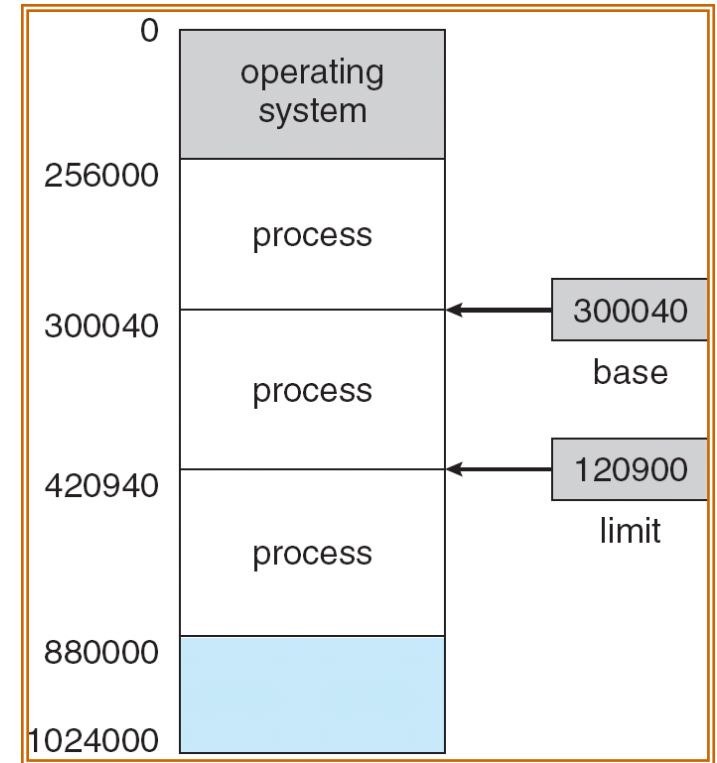 0
operating
system
256000
process
300040
base
300040
process
120900
420940
limit
process
880000
1024000